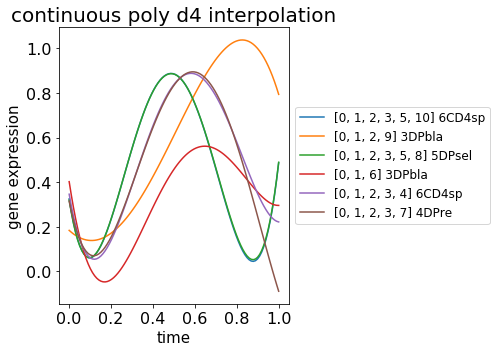 continuous poly d4 interpolation
gene expression
1.0
0.8
0.6
0.4
0.2
0.0
0.0 0.2 0.4 0.6 0.8 1.0
time
[0, 1, 2, 3, 5, 10] 6CD4sp
[0, 1, 2, 9] 3DPbla
[0, 1, 2, 3, 5, 8] 5DPsel
[0, 1, 6] 3DPbla
[0, 1, 2, 3, 4] 6CD4sp
[0, 1, 2, 3, 7] 4DPre